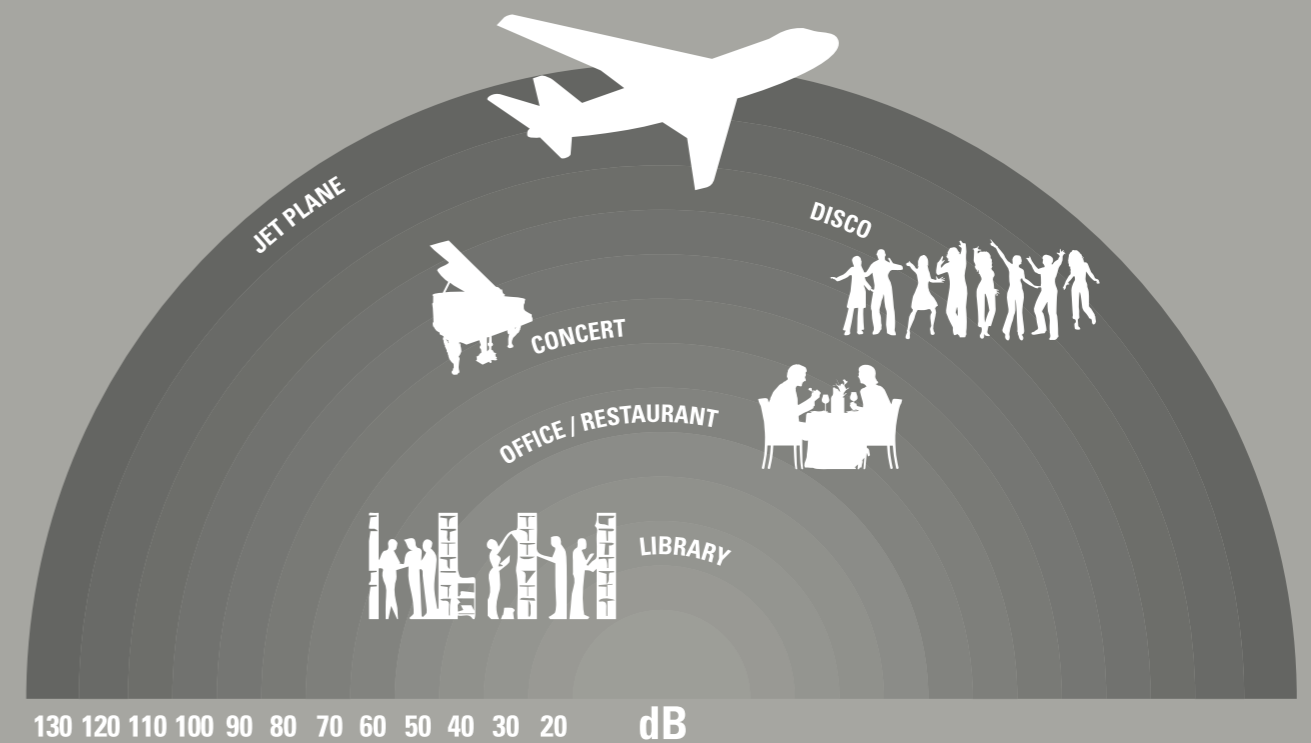 JET PLANE
DISCO
CONCERT
OFFICE / RESTAURANT
LIBRARY
130 120 110 100 90 80 70 60 50 40 30 20 dB